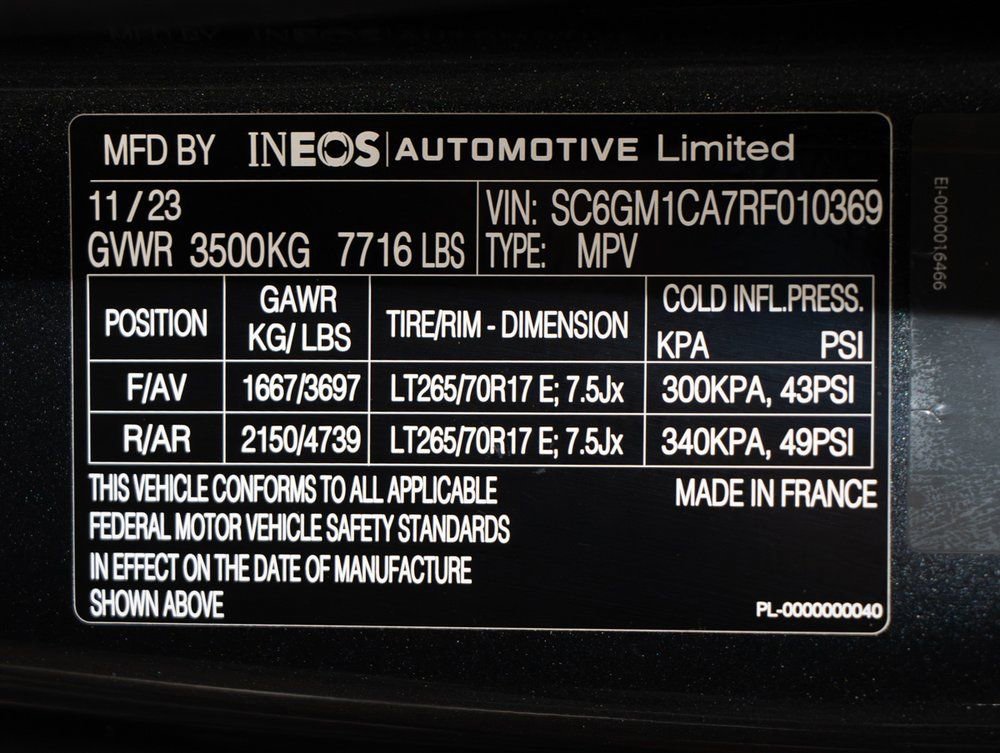 MFD BY INEOS AUTOMOTIVE Limited
11 / 23
GVWR 3500KG 7716 LBS
VIN: SC6GM1CA7RF010369
TYPE: MPV
POSITION GAWR KG/ LBS TIRE/RIM - DIMENSION COLD INFL.PRESS. KPA PSI
F/AV 1667/3697 LT265/70R17 E; 7.5Jx 300KPA, 43PSI
R/AR 2150/4739 LT265/70R17 E; 7.5Jx 340KPA, 49PSI
THIS VEHICLE CONFORMS TO ALL APPLICABLE
FEDERAL MOTOR VEHICLE SAFETY STANDARDS
IN EFFECT ON THE DATE OF MANUFACTURE
SHOWN ABOVE
MADE IN FRANCE
PL-0000000040
EI-0000016466